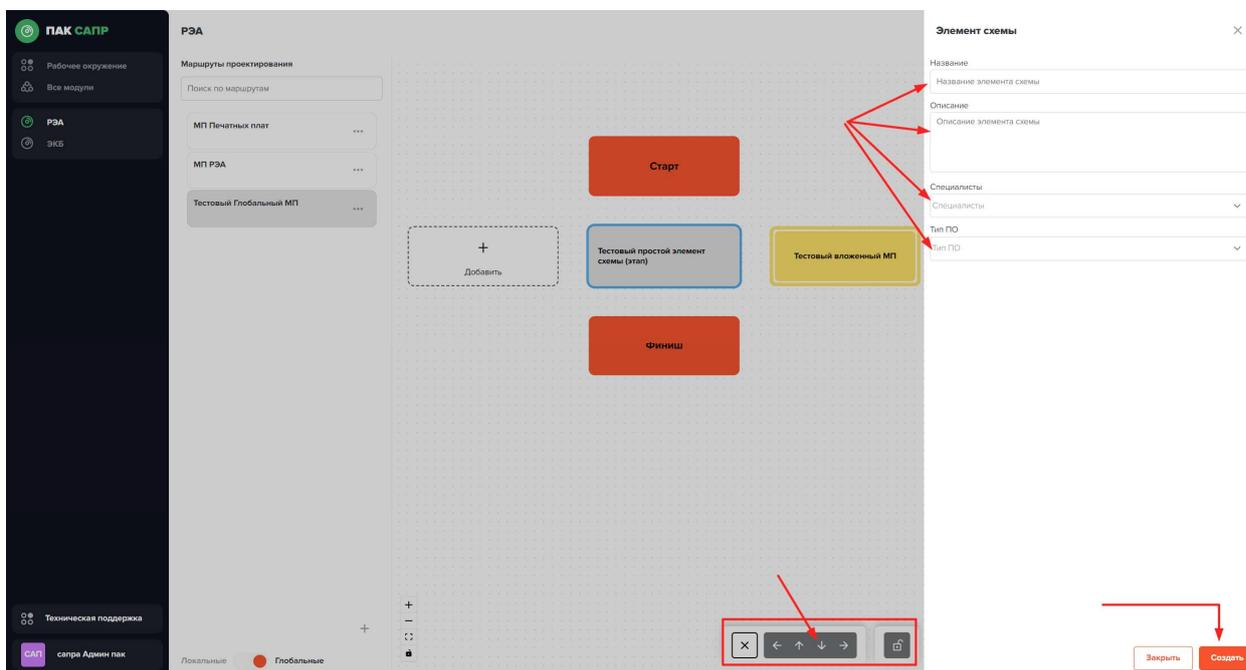 ПАК САПР
Рабочее окружение
Все модули
РЭА
ЭКБ
Техническая поддержка
САП
сапра Админ пак
РЭА
Маршруты проектирования
Поиск по маршрутам
МП Печатных плат
МП РЭА
Тестовый Глобальный МП
Локальные
Глобальные
Старт
Добавить
Тестовый простой элемент
схемы (этап)
Тестовый вложенный МП
Финиш
Элемент схемы
Название
Название элемента схемы
Описание
Описание элемента схемы
Специалисты
Специалисты
Тип ПО
Тип ПО
Закрыть
Создать